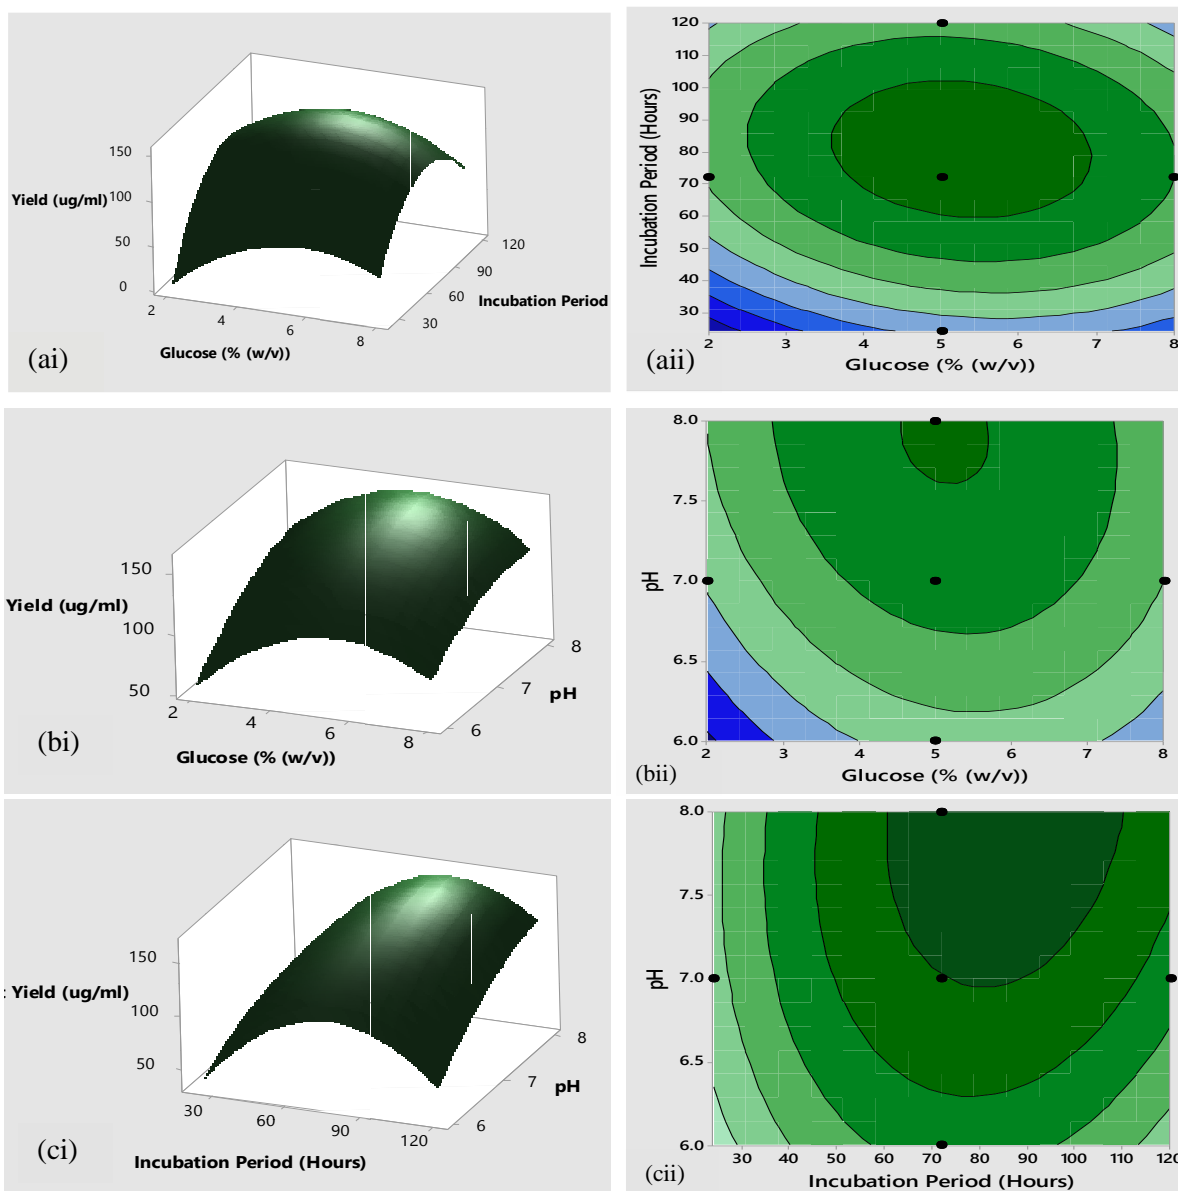 150
Yield (ug/ml) 100
50
0
2
4
6
8
30
60
90
120
Incubation Period
Glucose (% (w/v))
(ai)
120
110
100
90
80
70
60
50
40
30
Incubation Period (Hours)
2 3 4 5 6 7 8
Glucose (% (w/v))
(aii)
150
Yield (ug/ml)
100
50
2
4
6
8
6
7
8
pH
Glucose (% (w/v))
(bi)
8.0
7.5
7.0
6.5
6.0
pH
2 3 4 5 6 7 8
Glucose (% (w/v))
(bii)
150
: Yield (ug/ml)
100
50
30
60
90
120
6
7
8
pH
Incubation Period (Hours)
(ci)
8.0
7.5
7.0
6.5
6.0
pH
30 40 50 60 70 80 90 100 110 120
Incubation Period (Hours)
(cii)